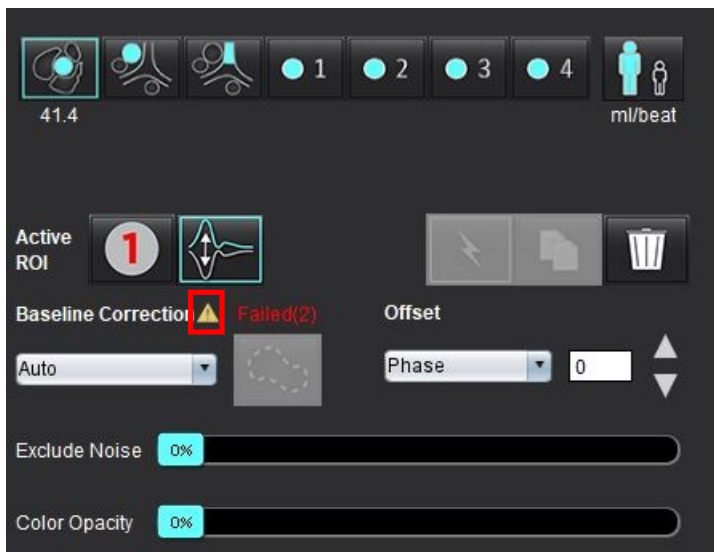 1 2 3 4
41.4 ml/beat
Active ROI 1
Baseline Correction Failed(2) Offset
Auto Phase 0
Exclude Noise 0%
Color Opacity 0%